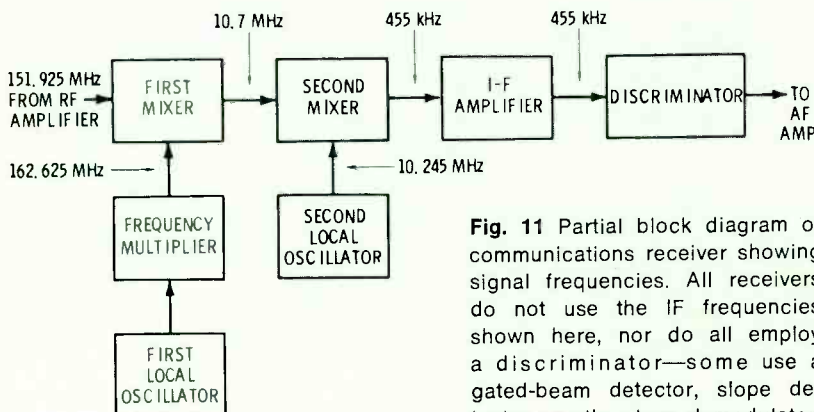 10.7 MHz
455 kHz
455 kHz
151.925 MHz
FROM RF
AMPLIFIER
FIRST
MIXER
SECOND
MIXER
I-F
AMPLIFIER
DISCRIMINATOR
TO
AF
AMP
162.625 MHz
10.245 MHz
FREQUENCY
MULTIPLIER
SECOND
LOCAL
OSCILLATOR
FIRST
LOCAL
OSCILLATOR
Fig. 11 Partial block diagram o
communications receiver showing
signal frequencies. All receivers
do not use the IF frequencies
shown here, nor do all employ
a discriminator—some use a
gated-beam detector, slope de-